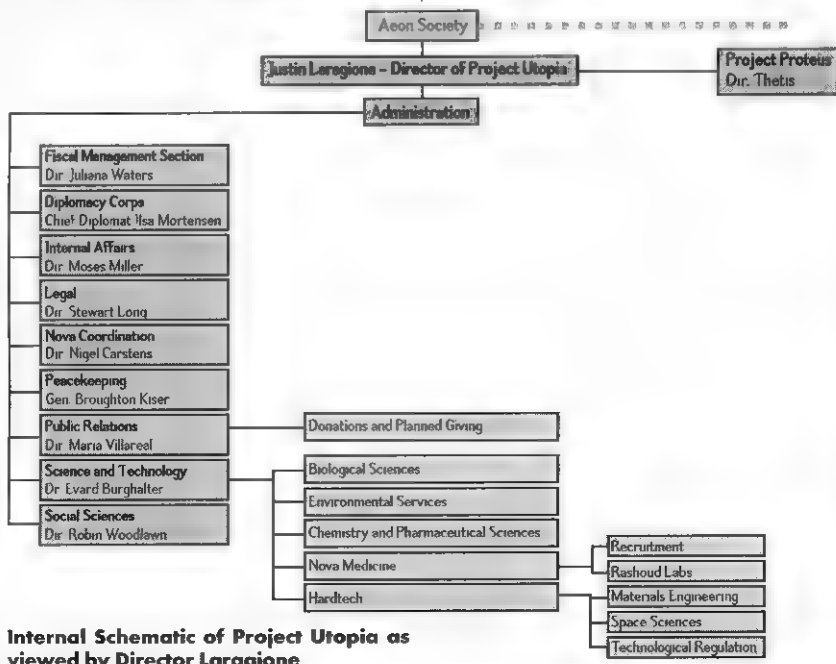 Aeon Society
Justin Laragione – Director of Project Utopia
Project Proteus
Dir. Thetis
Administration
Fiscal Management Section
Dir Juliana Waters
Diplomacy Corps
Chief Diplomat Ilsa Mortensen
Internal Affairs
Dir Moses Miller
Legal
Dir Stewart Long
Nova Coordination
Dir Nigel Carstens
Peacekeeping
Gen. Broughton Kiser
Public Relations
Dir Maria Villareal
Science and Technology
Dr Evard Burghalter
Social Sciences
Dir Robin Woodlawn
Donations and Planned Giving
Biological Sciences
Environmental Services
Chemistry and Pharmaceutical Sciences
Nova Medicine
Hardtech
Recruitment
Rashoud Labs
Materials Engineering
Space Sciences
Technological Regulation
Internal Schematic of Project Utopia as
viewed by Director Laragione